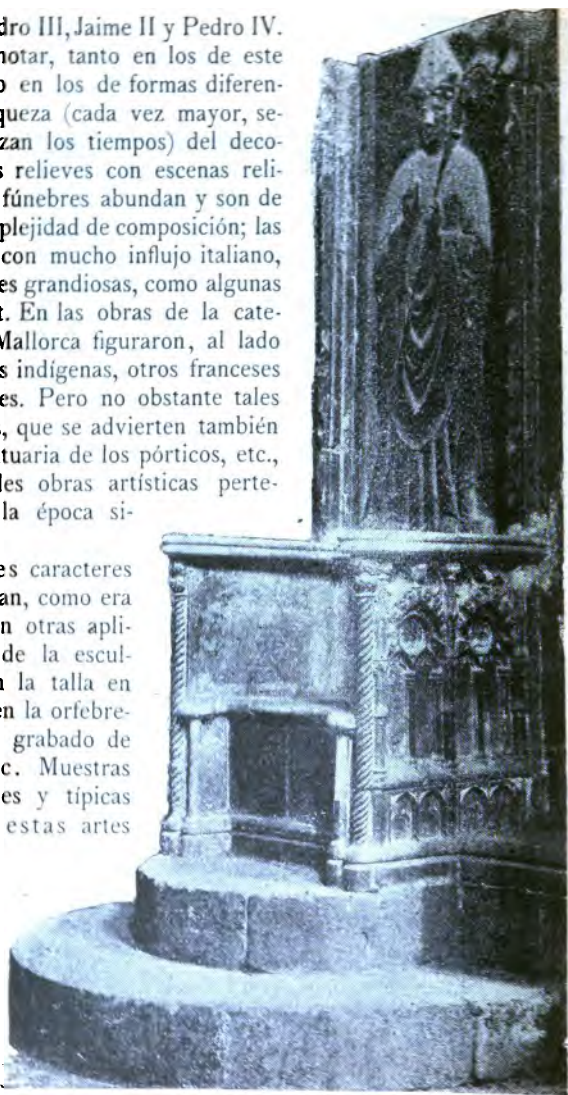 dro III, Jaime II y Pedro IV.
notar, tanto en los de este
o en los de formas diferen-
queza (cada vez mayor, se-
zan los tiempos) del deco-
s relieves con escenas reli-
fúnebres abundan y son de
plejidad de composición; las
con mucho influjo italiano,
es grandiosas, como algunas
t. En las obras de la cate-
Mallorca figuraron, al lado
s indígenas, otros franceses
es. Pero no obstante tales
s, que se advierten también
tuaria de los pórticos, etc.,
les obras artísticas perte-
la época si-
es caracteres
an, como era
n otras apli-
de la escul-
n la talla en
en la orfebre-
grabado de
c. Muestras
es y típicas
estas artes